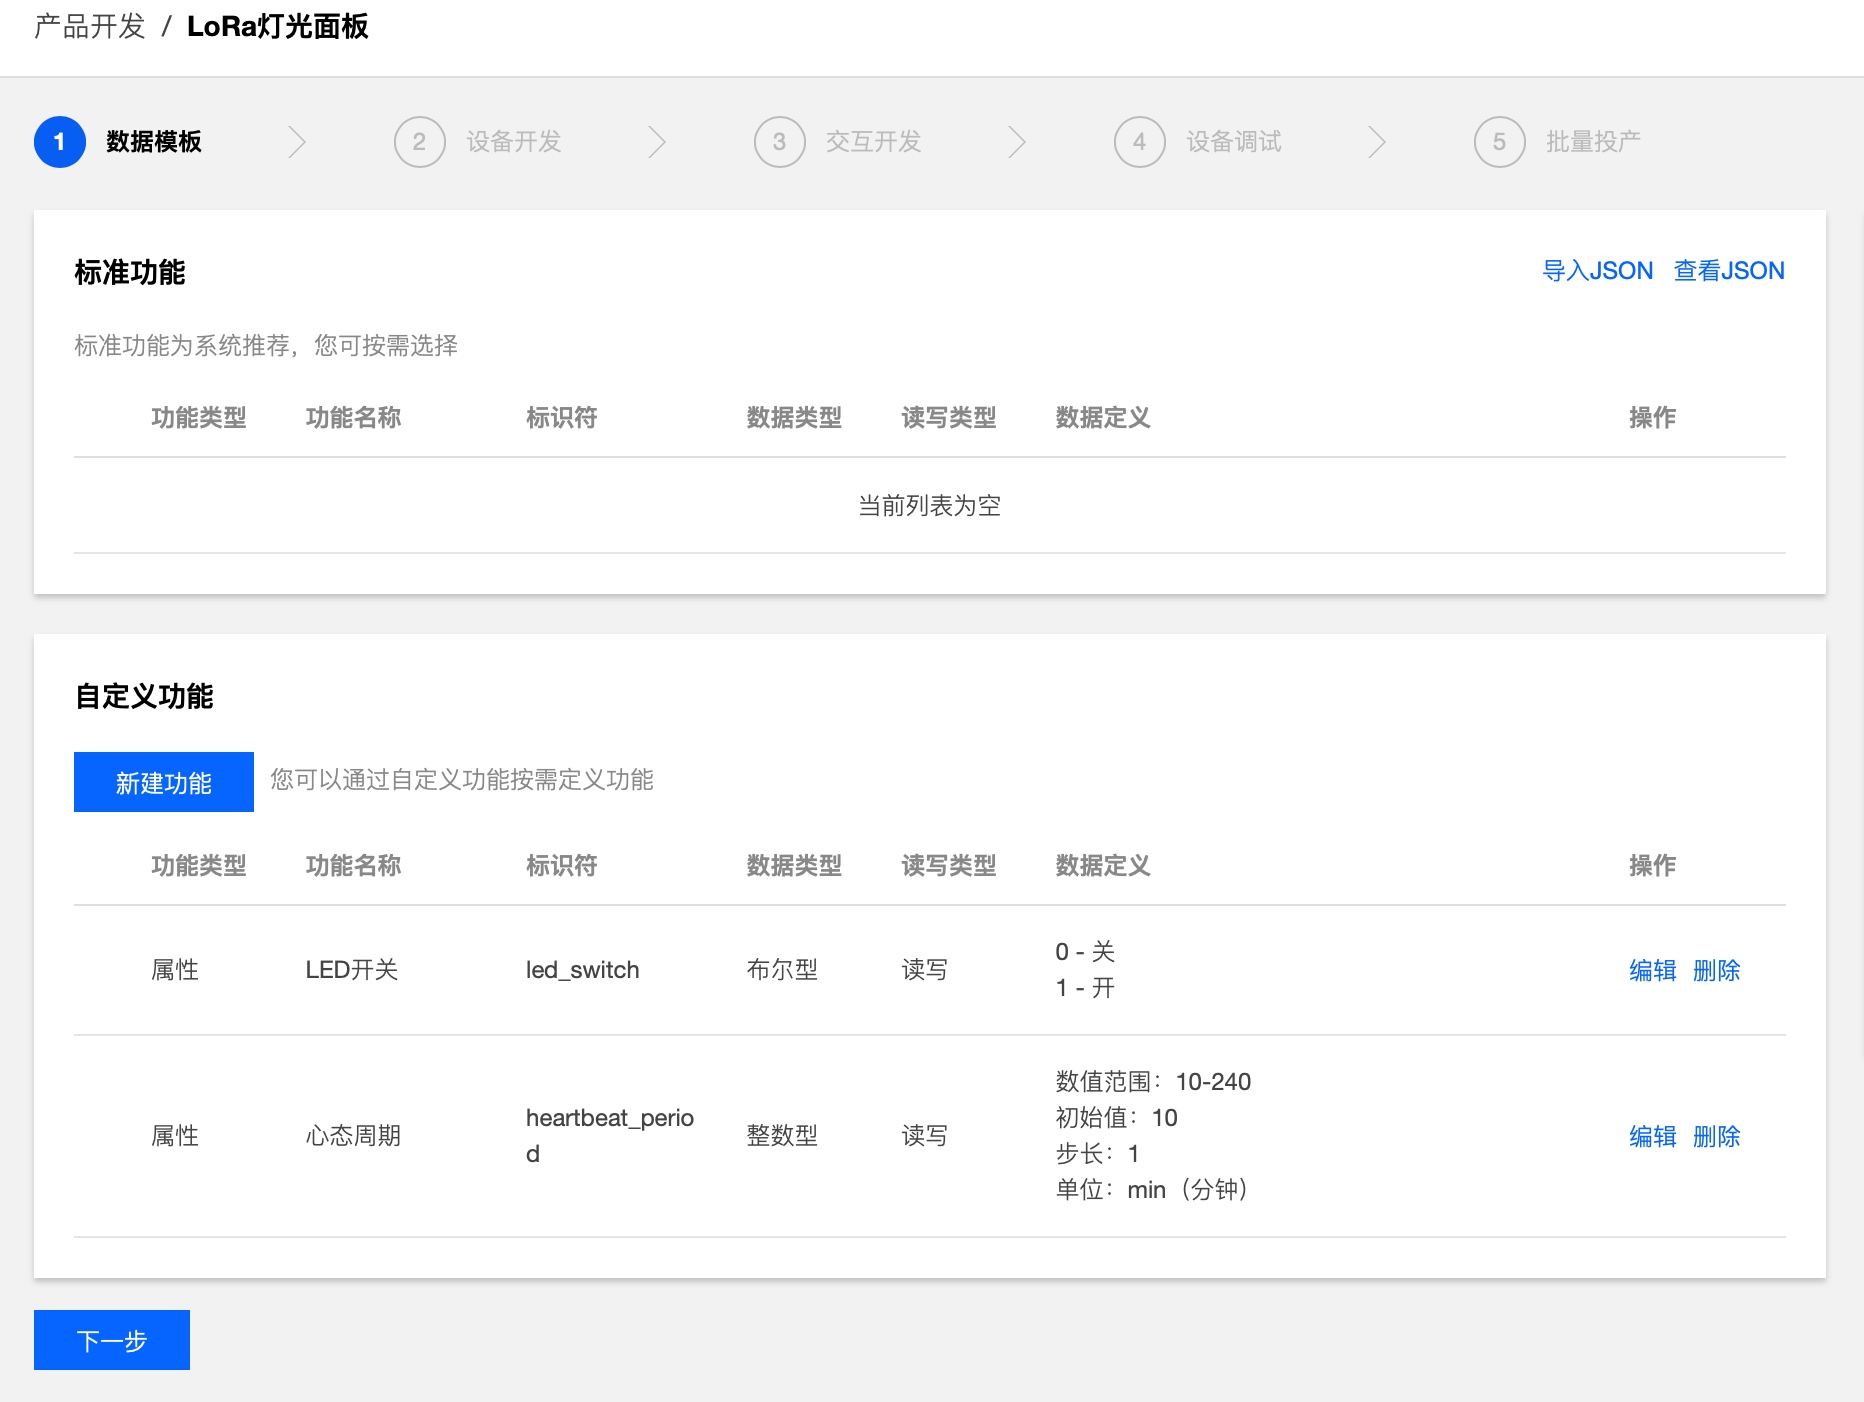 产品开发 / LoRa灯光面板
1 数据模板 2 设备开发 3 交互开发 4 设备调试 5 批量投产
标准功能 导入JSON 查看JSON
标准功能为系统推荐，您可按需选择
功能类型 功能名称 标识符 数据类型 读写类型 数据定义 操作
当前列表为空
自定义功能
新建功能 您可以通过自定义功能按需定义功能
功能类型 功能名称 标识符 数据类型 读写类型 数据定义 操作
属性 LED开关 led_switch 布尔型 读写 0 - 关
1 - 开
编辑 删除
属性 心态周期 heartbeat_perio
d
整数型 读写 数值范围：10-240
初始值：10
步长：1
单位：min（分钟）
编辑 删除
下一步